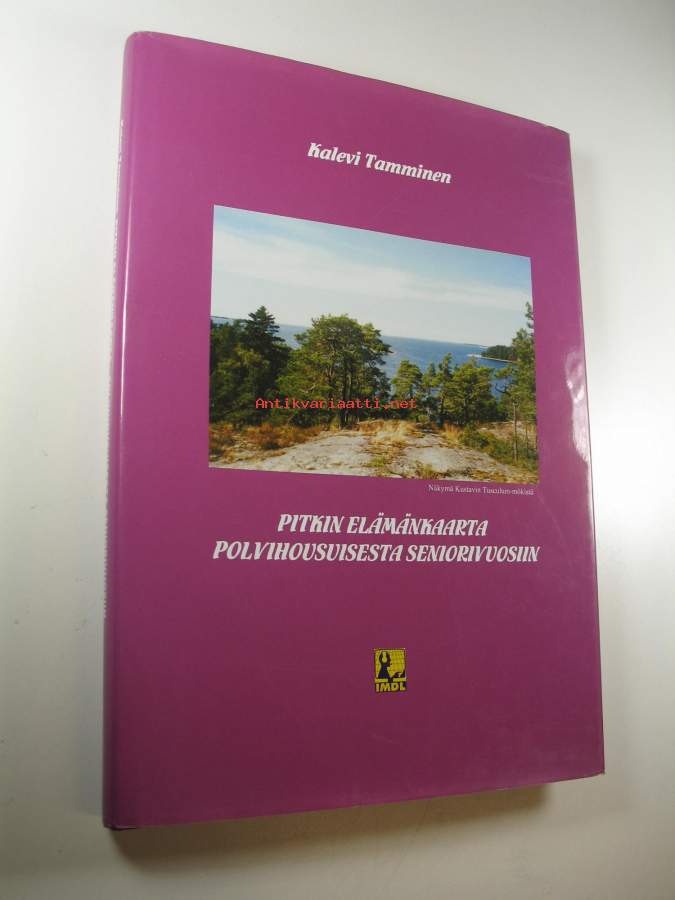 Kalevi Tamminen
Antikvariaatti.net
Näkymä Kustavin Tusculum-mökistä
PITKIN ELÄMÄNKAARTA
POLVIHOUSUISESTA SENIORIVUOSIIN
IMDL